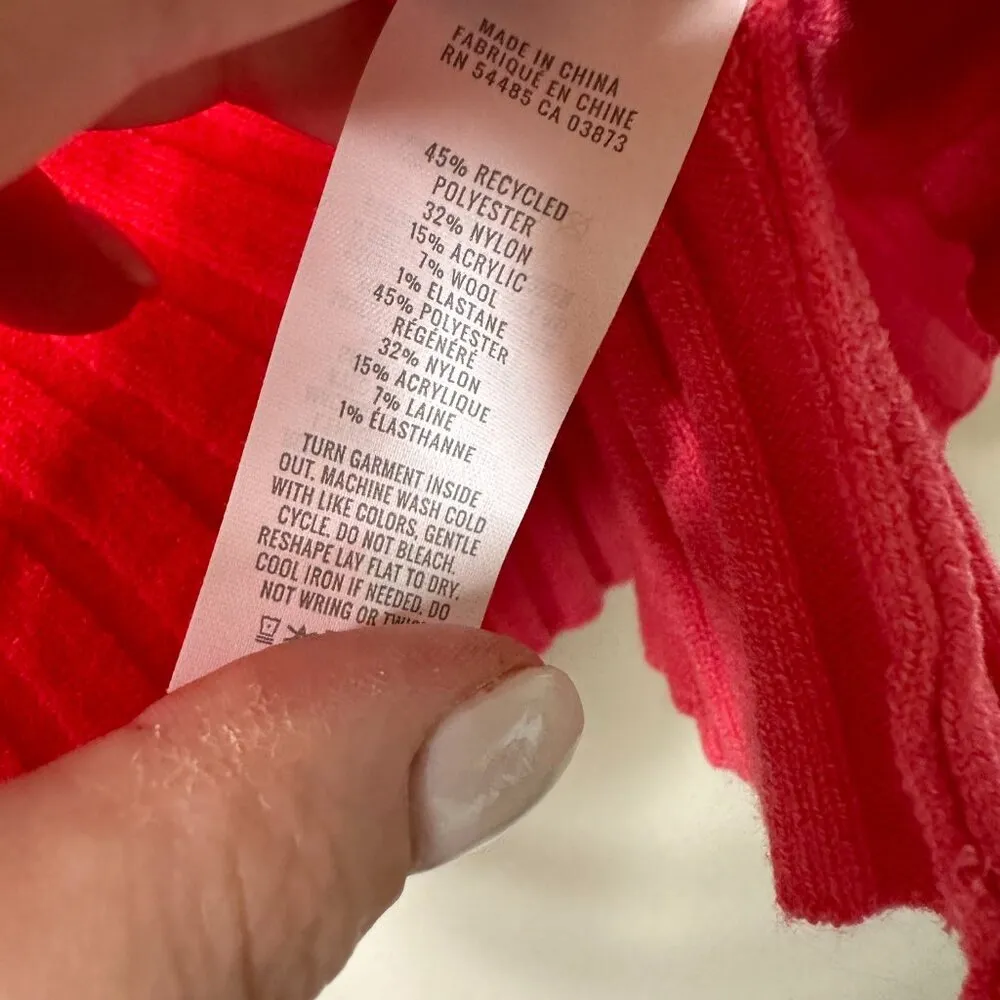 MADE IN CHINA
FABRIQUÉ EN CHINE
RN 54485 CA 03873
45% RECYCLED
POLYESTER
32% NYLON
15% ACRYLIC
7% WOOL
1% ELASTANE
45% POLYESTER
RÉGÉNÉRÉ
32% NYLON
15% ACRYLIQUE
7% LAINE
1% ÉLASTHANNE
TURN GARMENT INSIDE
OUT. MACHINE WASH COLD
WITH LIKE COLORS, GENTLE
CYCLE. DO NOT BLEACH.
RESHAPE LAY FLAT TO DRY.
COOL IRON IF NEEDED. DO
NOT WRING OR